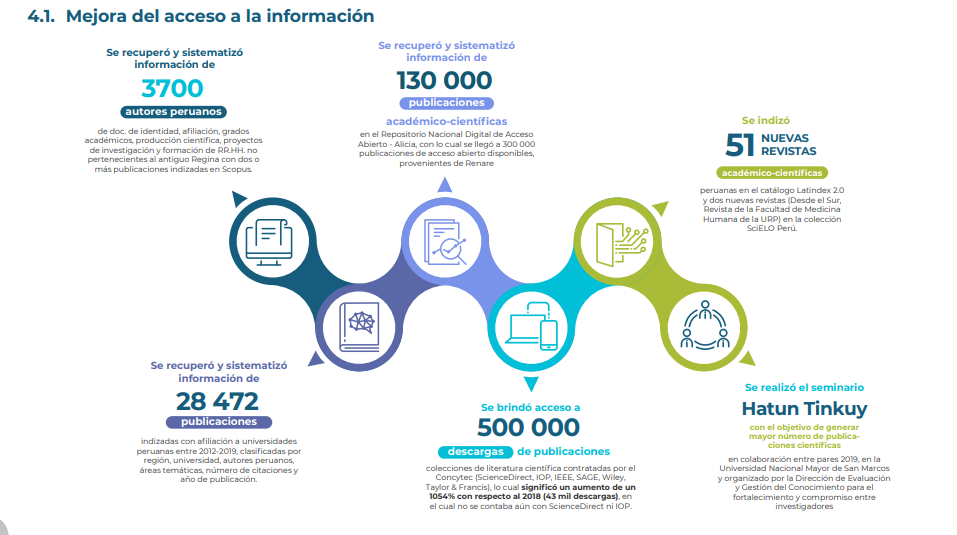 4.1. Mejora del acceso a la información
Se recuperó y sistematizó
información de
3700
autores peruanos
de doc. de identidad, afiliación, grados
académicos, producción científica, proyectos
de investigación y formación de RR.HH. no
pertenecientes al antiguo Regina con dos o
más publicaciones indizadas en Scopus.
Se recuperó y sistematizó
información de
130 000
publicaciones
académico-científicas
en el Repositorio Nacional Digital de Acceso
Abierto - Alicia, con lo cual se llegó a 300 000
publicaciones de acceso abierto disponibles,
provenientes de Renare
Se indizó
51 NUEVAS
REVISTAS
académico-científicas
peruanas en el catálogo Latindex 2.0
y dos nuevas revistas (Desde el Sur,
Revista de la Facultad de Medicina
Humana de la URP) en la colección
SciELO Perú.
Se recuperó y sistematizó
información de
28 472
publicaciones
indizadas con afiliación a universidades
peruanas entre 2012-2019, clasificadas por
región, universidad, autores peruanos,
áreas temáticas, número de citaciones y
año de publicación.
Se brindó acceso a
500 000
descargas de publicaciones
colecciones de literatura científica contratadas por el
Concytec (ScienceDirect, IOP, IEEE, SAGE, Wiley,
Taylor & Francis), lo cual significó un aumento de un
1054% con respecto al 2018 (43 mil descargas), en
el cual no se contaba aún con ScienceDirect ni IOP.
Se realizó el seminario
Hatun Tinkuy
con el objetivo de generar
mayor número de publica-
ciones científicas
en colaboración entre pares 2019, en la
Universidad Nacional Mayor de San Marcos
y organizado por la Dirección de Evaluación
y Gestión del Conocimiento para el
fortalecimiento y compromiso entre
investigadores